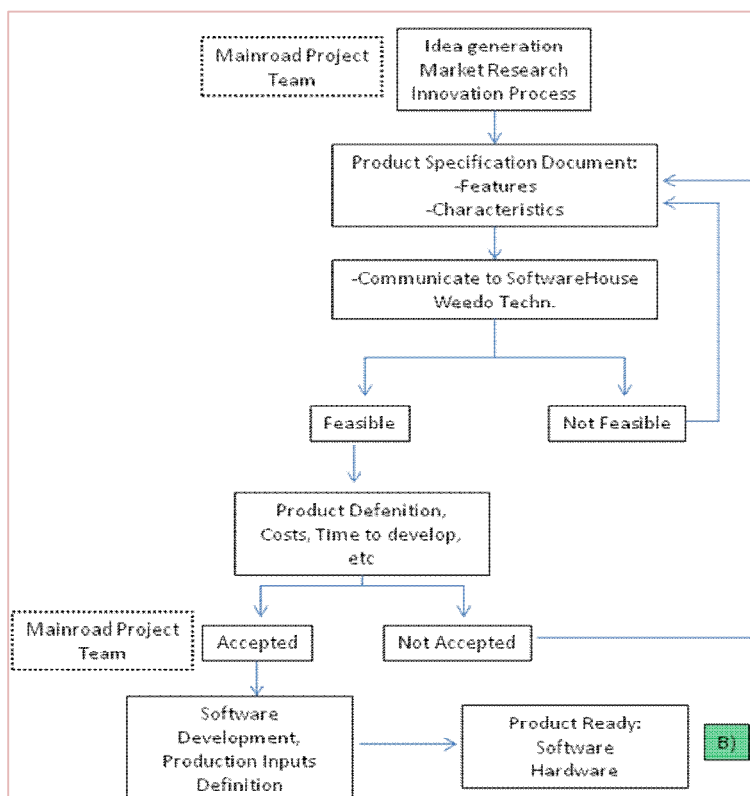 Mainroad Project
Team
Idea generation
Market Research
Innovation Process
Product Specification Document:
-Features
-Characteristics
-Communicate to SoftwareHouse
Weedo Techn.
Feasible
Not Feasible
Product Defenition,
Costs, Time to develop,
etc
Mainroad Project
Team
Accepted
Not Accepted
Software
Development,
Production Inputs
Definition
Product Ready:
Software
Hardware
B)